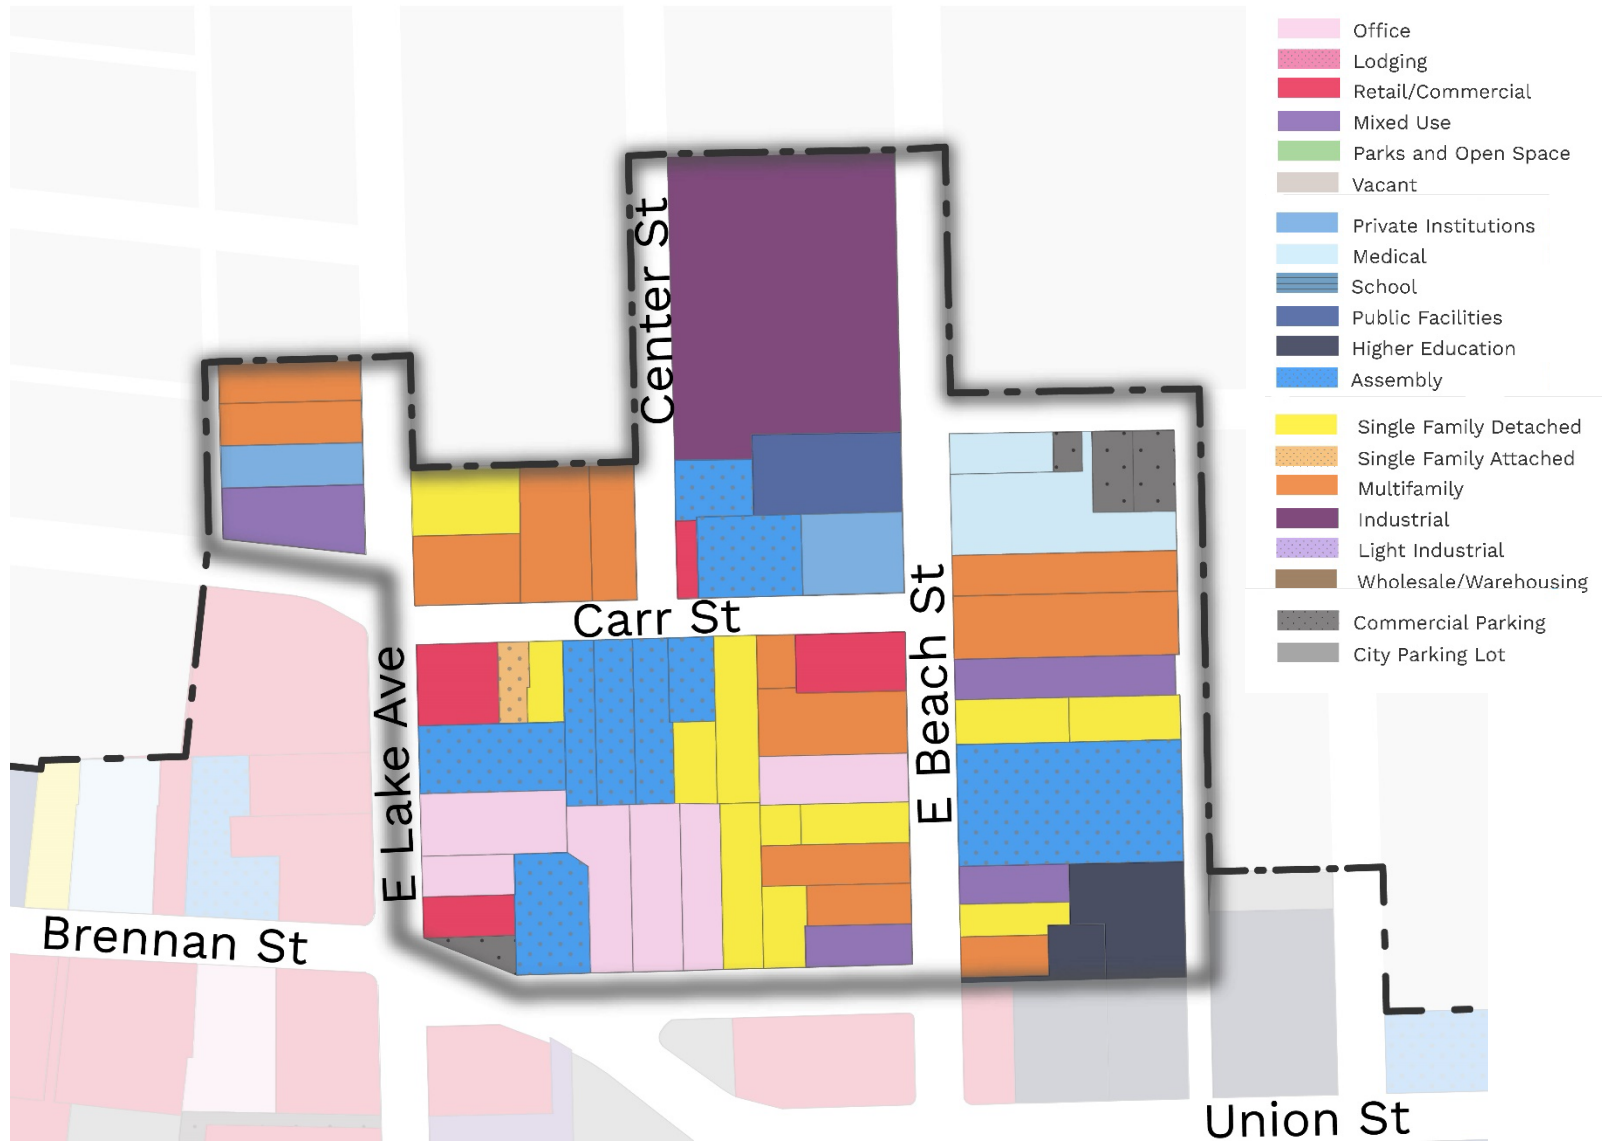 Office
Lodging
Retail/Commercial
Mixed Use
Parks and Open Space
Vacant
Private Institutions
Medical
School
Public Facilities
Higher Education
Assembly
Single Family Detached
Single Family Attached
Multifamily
Industrial
Light Industrial
Wholesale/Warehousing
Commercial Parking
City Parking Lot
Center St
Carr St
E Lake Ave
E Beach St
Brennan St
Union St